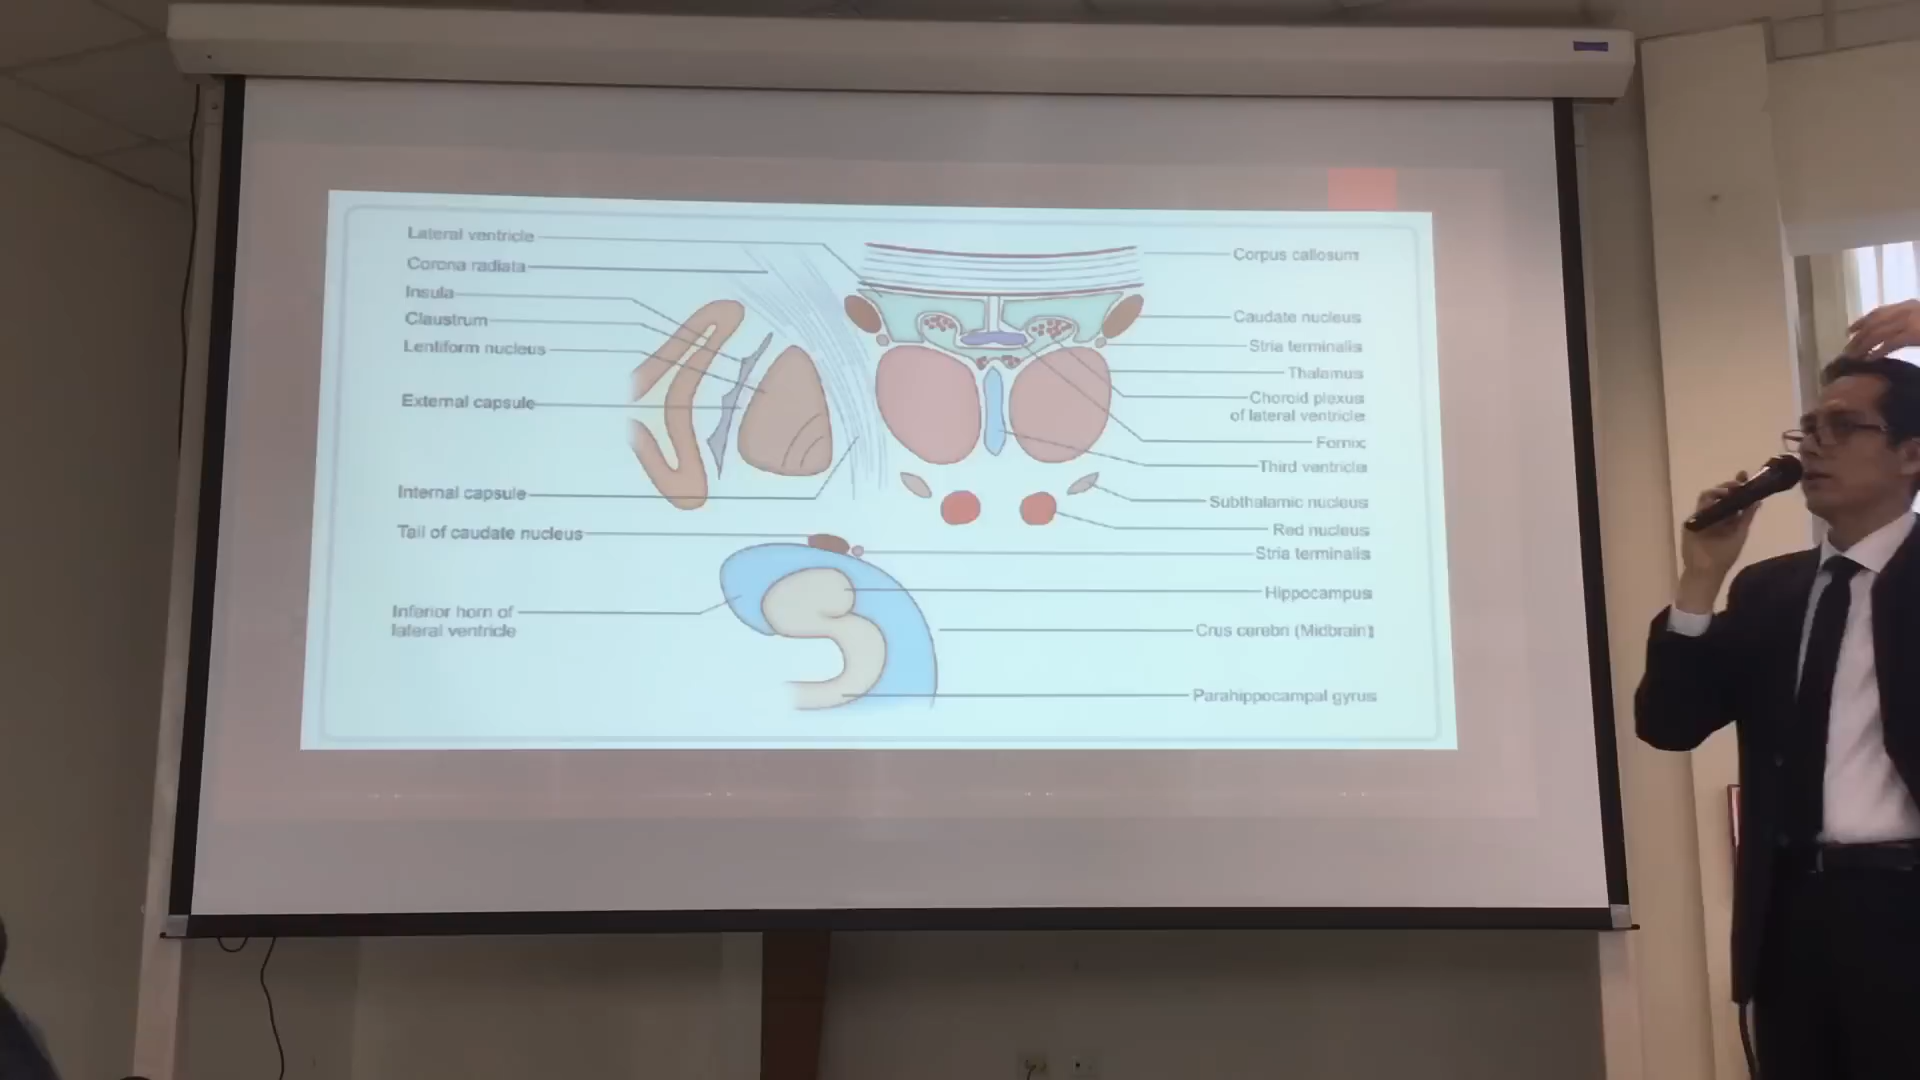 Lateral ventricle
Corona radiata
Insula
Claustrum
Lentiform nucleus
External capsule
Internal capsule
Tail of caudate nucleus
Inferior horn of
lateral ventricle
Corpus callosum
Caudate nucleus
Stria terminalis
Thalamus
Choroid plexus
of lateral ventricle
Fornix
Third ventricle
Subthalamic nucleus
Red nucleus
Stria terminalis
Hippocampus
Crus cerebri (Midbrain)
Parahippocampal gyrus